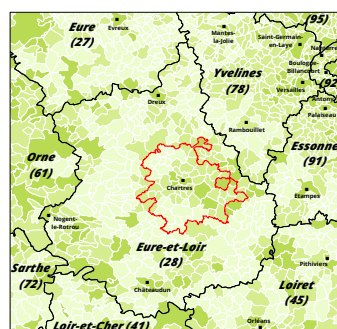 Eure
(27)
Evreux
Mantes-
la-Jolie
(95)
Saint-Germain-
en-Laye
Nanterre
Boulogne-
Billancourt
(92
Yvelines
(78)
Versailles
Antony
Palaiseau
Dreux
Rambouillet
Essonne
(91)
Orne
(61)
Chartres
Etampes
Nogent-
le-Rotrou
Eure-et-Loir
(28)
Pithiviers
Sarthe
(72)
Châteaudun
Loiret
(45)
Orléans
Loir-et-Cher (41)